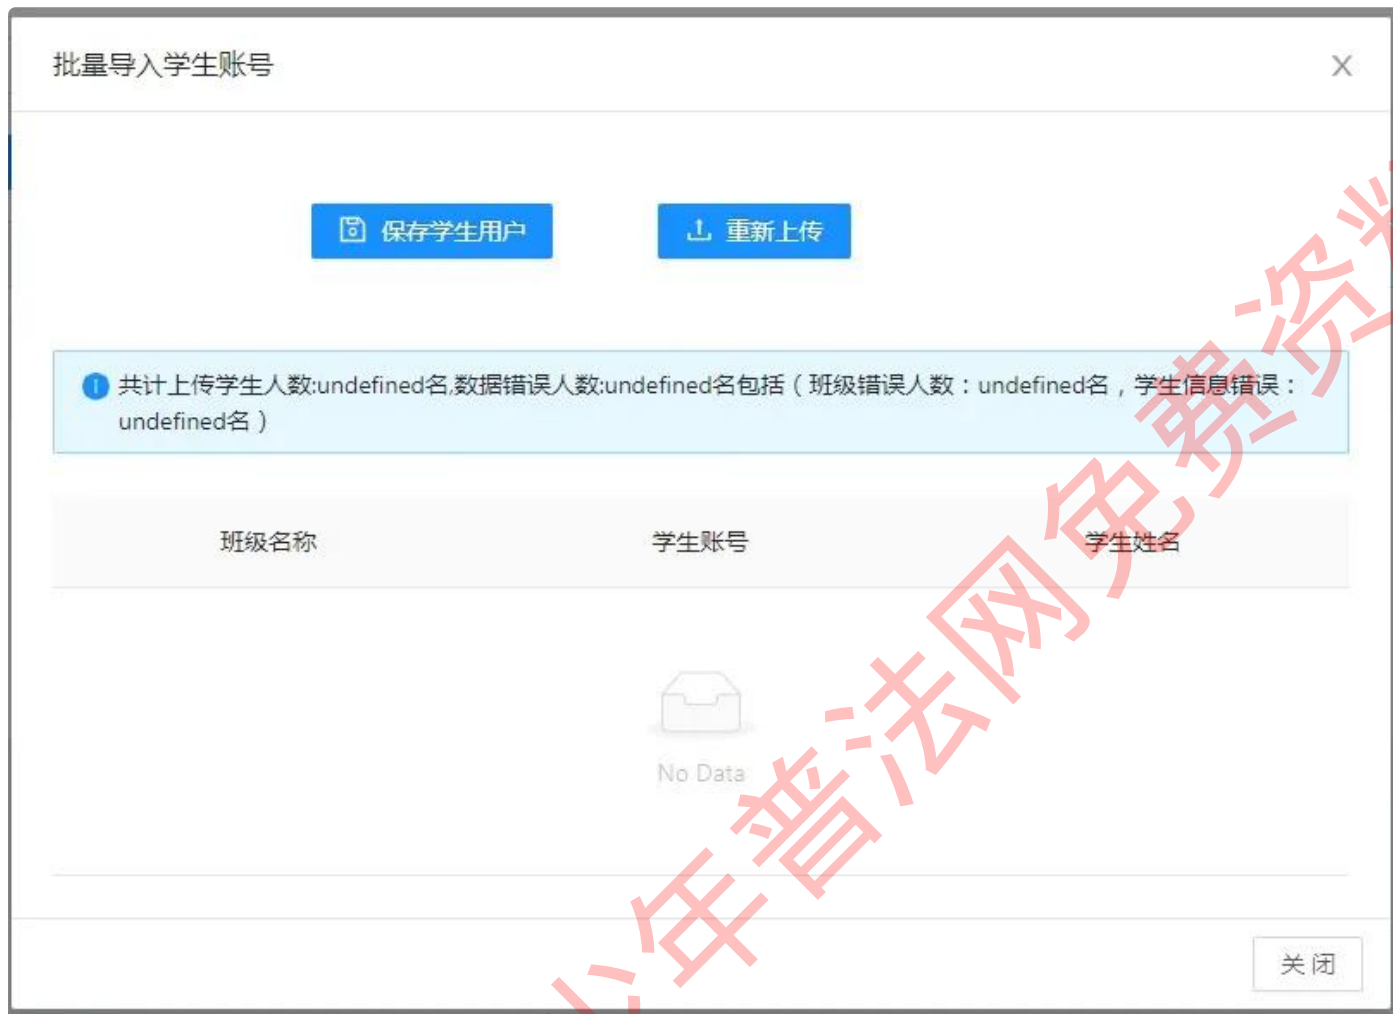 批量导入学生账号
X
保存学生用户
重新上传
共计上传学生人数:undefined名,数据错误人数:undefined名包括（班级错误人数：undefined名，学生信息错误：
undefined名）
班级名称
学生账号
学生姓名
No Data
关 闭
少年普法网免费资料